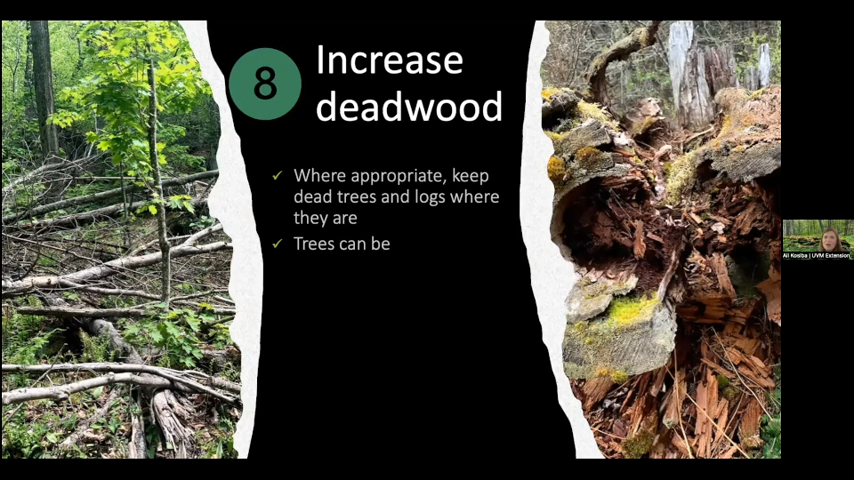 8
Increase
deadwood
✓ Where appropriate, keep
dead trees and logs where
they are
✓ Trees can be
Ali Kosiba | UVM Extension